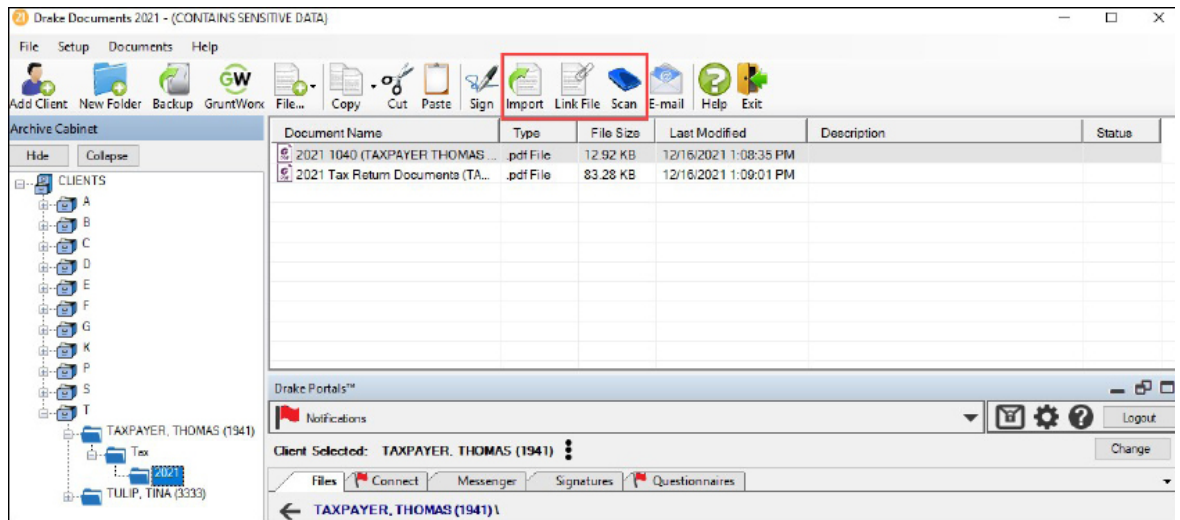 21 Drake Documents 2021 - (CONTAINS SENSITIVE DATA)
File Setup Documents Help
GW
Add Client New Folder Backup GruntWorx File... Copy Cut Paste Sign Import Link File Scan E-mail Help Exit
Archive Cabinet
Hide Collapse
CLIENTS
A
B
C
D
E
F
G
K
P
S
T
TAXPAYER, THOMAS (1941)
Tax
2021
TULIP, TINA (3333)
Document Name Type File Size Last Modified Description Status
2021 1040 (TAXPAYER THOMAS ... .pdf File 12.92 KB 12/16/2021 1:08:35 PM
2021 Tax Return Documents (TA... .pdf File 83.28 KB 12/16/2021 1:09:01 PM
Drake Portals™
Notifications Logout
Client Selected: TAXPAYER, THOMAS (1941) Change
Files Connect Messenger Signatures Questionnaires
TAXPAYER, THOMAS (1941) \